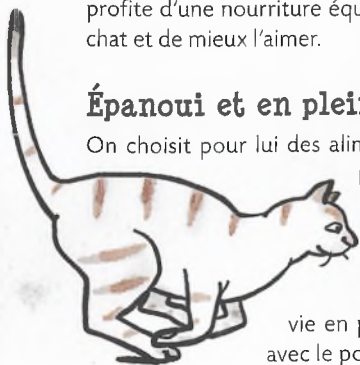 profite d'une nourriture équ
chat et de mieux l'aimer.
Épanoui et en plei
On choisit pour lui des alin
vie en p
avec le po